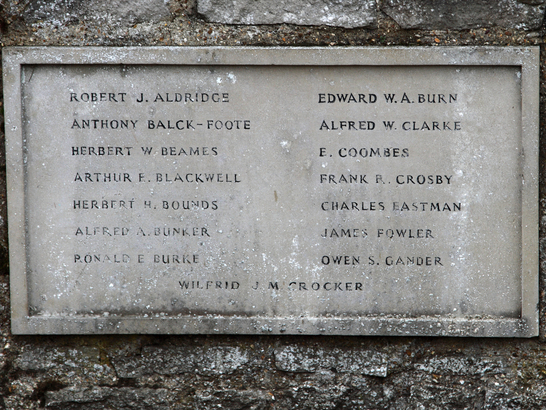 ROBERT J. ALDRIDGE
ANTHONY BALCK-FOOTE
HERBERT W BEAMES
ARTHUR E. BLACKWELL
HERBERT H. BOUNDS
ALFRED A. BUNKER
RONALD E BURKE
EDWARD W. A. BURN
ALFRED W. CLARKE
E. COOMBES
FRANK R. CROSBY
CHARLES EASTMAN
JAMES FOWLER
OWEN S. GANDER
WILFRID J. M. CROCKER